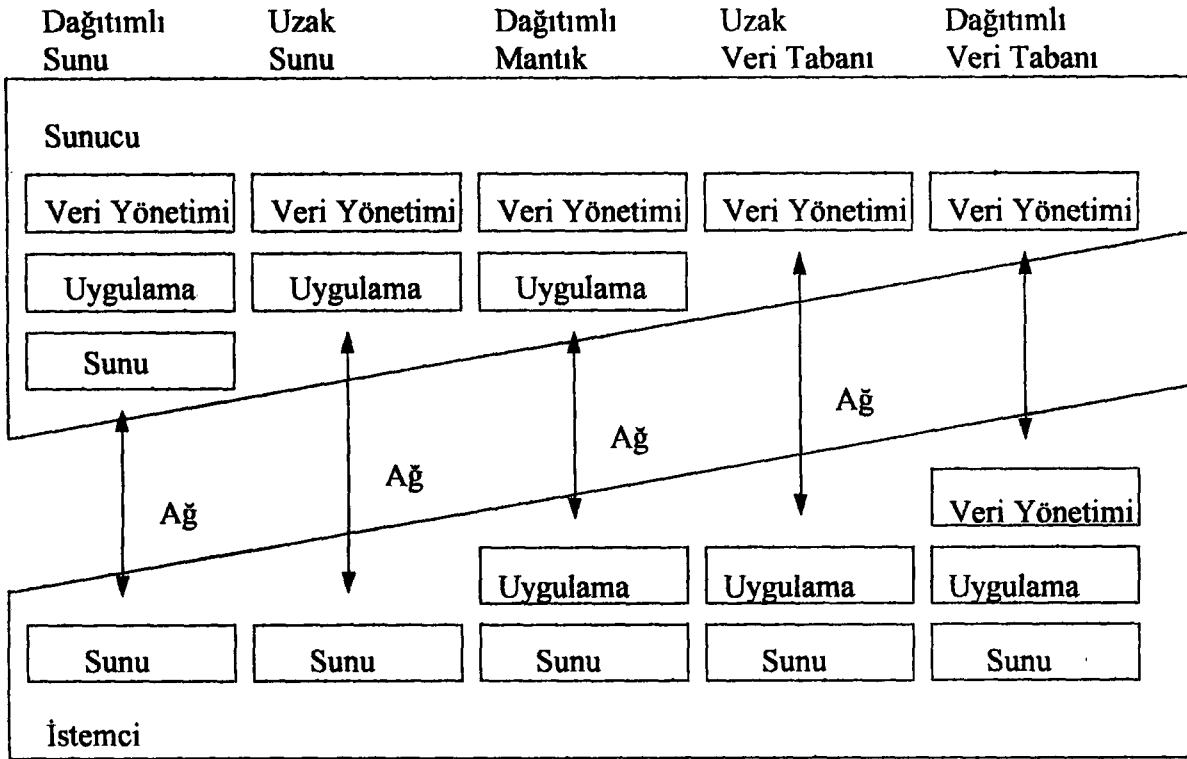 Dağıtımlı Uzak Dağıtımlı Uzak Dağıtımlı
Sunu Sunu Mantık Veri Tabanı Veri Tabanı
Sunucu
Veri Yönetimi Veri Yönetimi Veri Yönetimi Veri Yönetimi Veri Yönetimi
Uygulama Uygulama Uygulama
Sunu
Ağ
Ağ
Ağ
Ağ
Veri Yönetimi
Uygulama Uygulama Uygulama
Sunu Sunu Sunu Sunu Sunu
İstemci